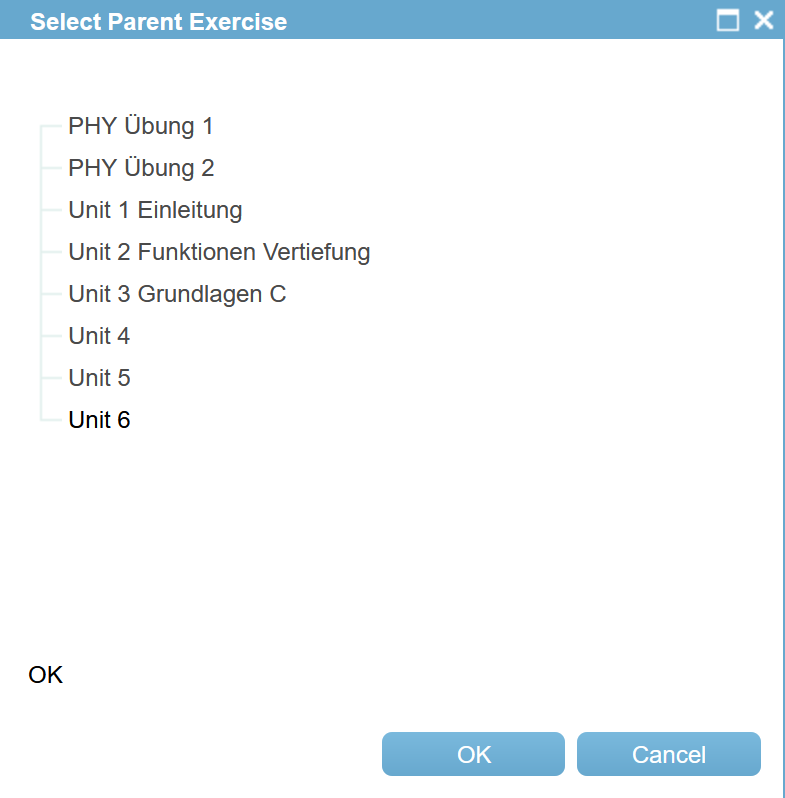 Select Parent Exercise
PHY Übung 1
PHY Übung 2
Unit 1 Einleitung
Unit 2 Funktionen Vertiefung
Unit 3 Grundlagen C
Unit 4
Unit 5
Unit 6
OK
OK Cancel